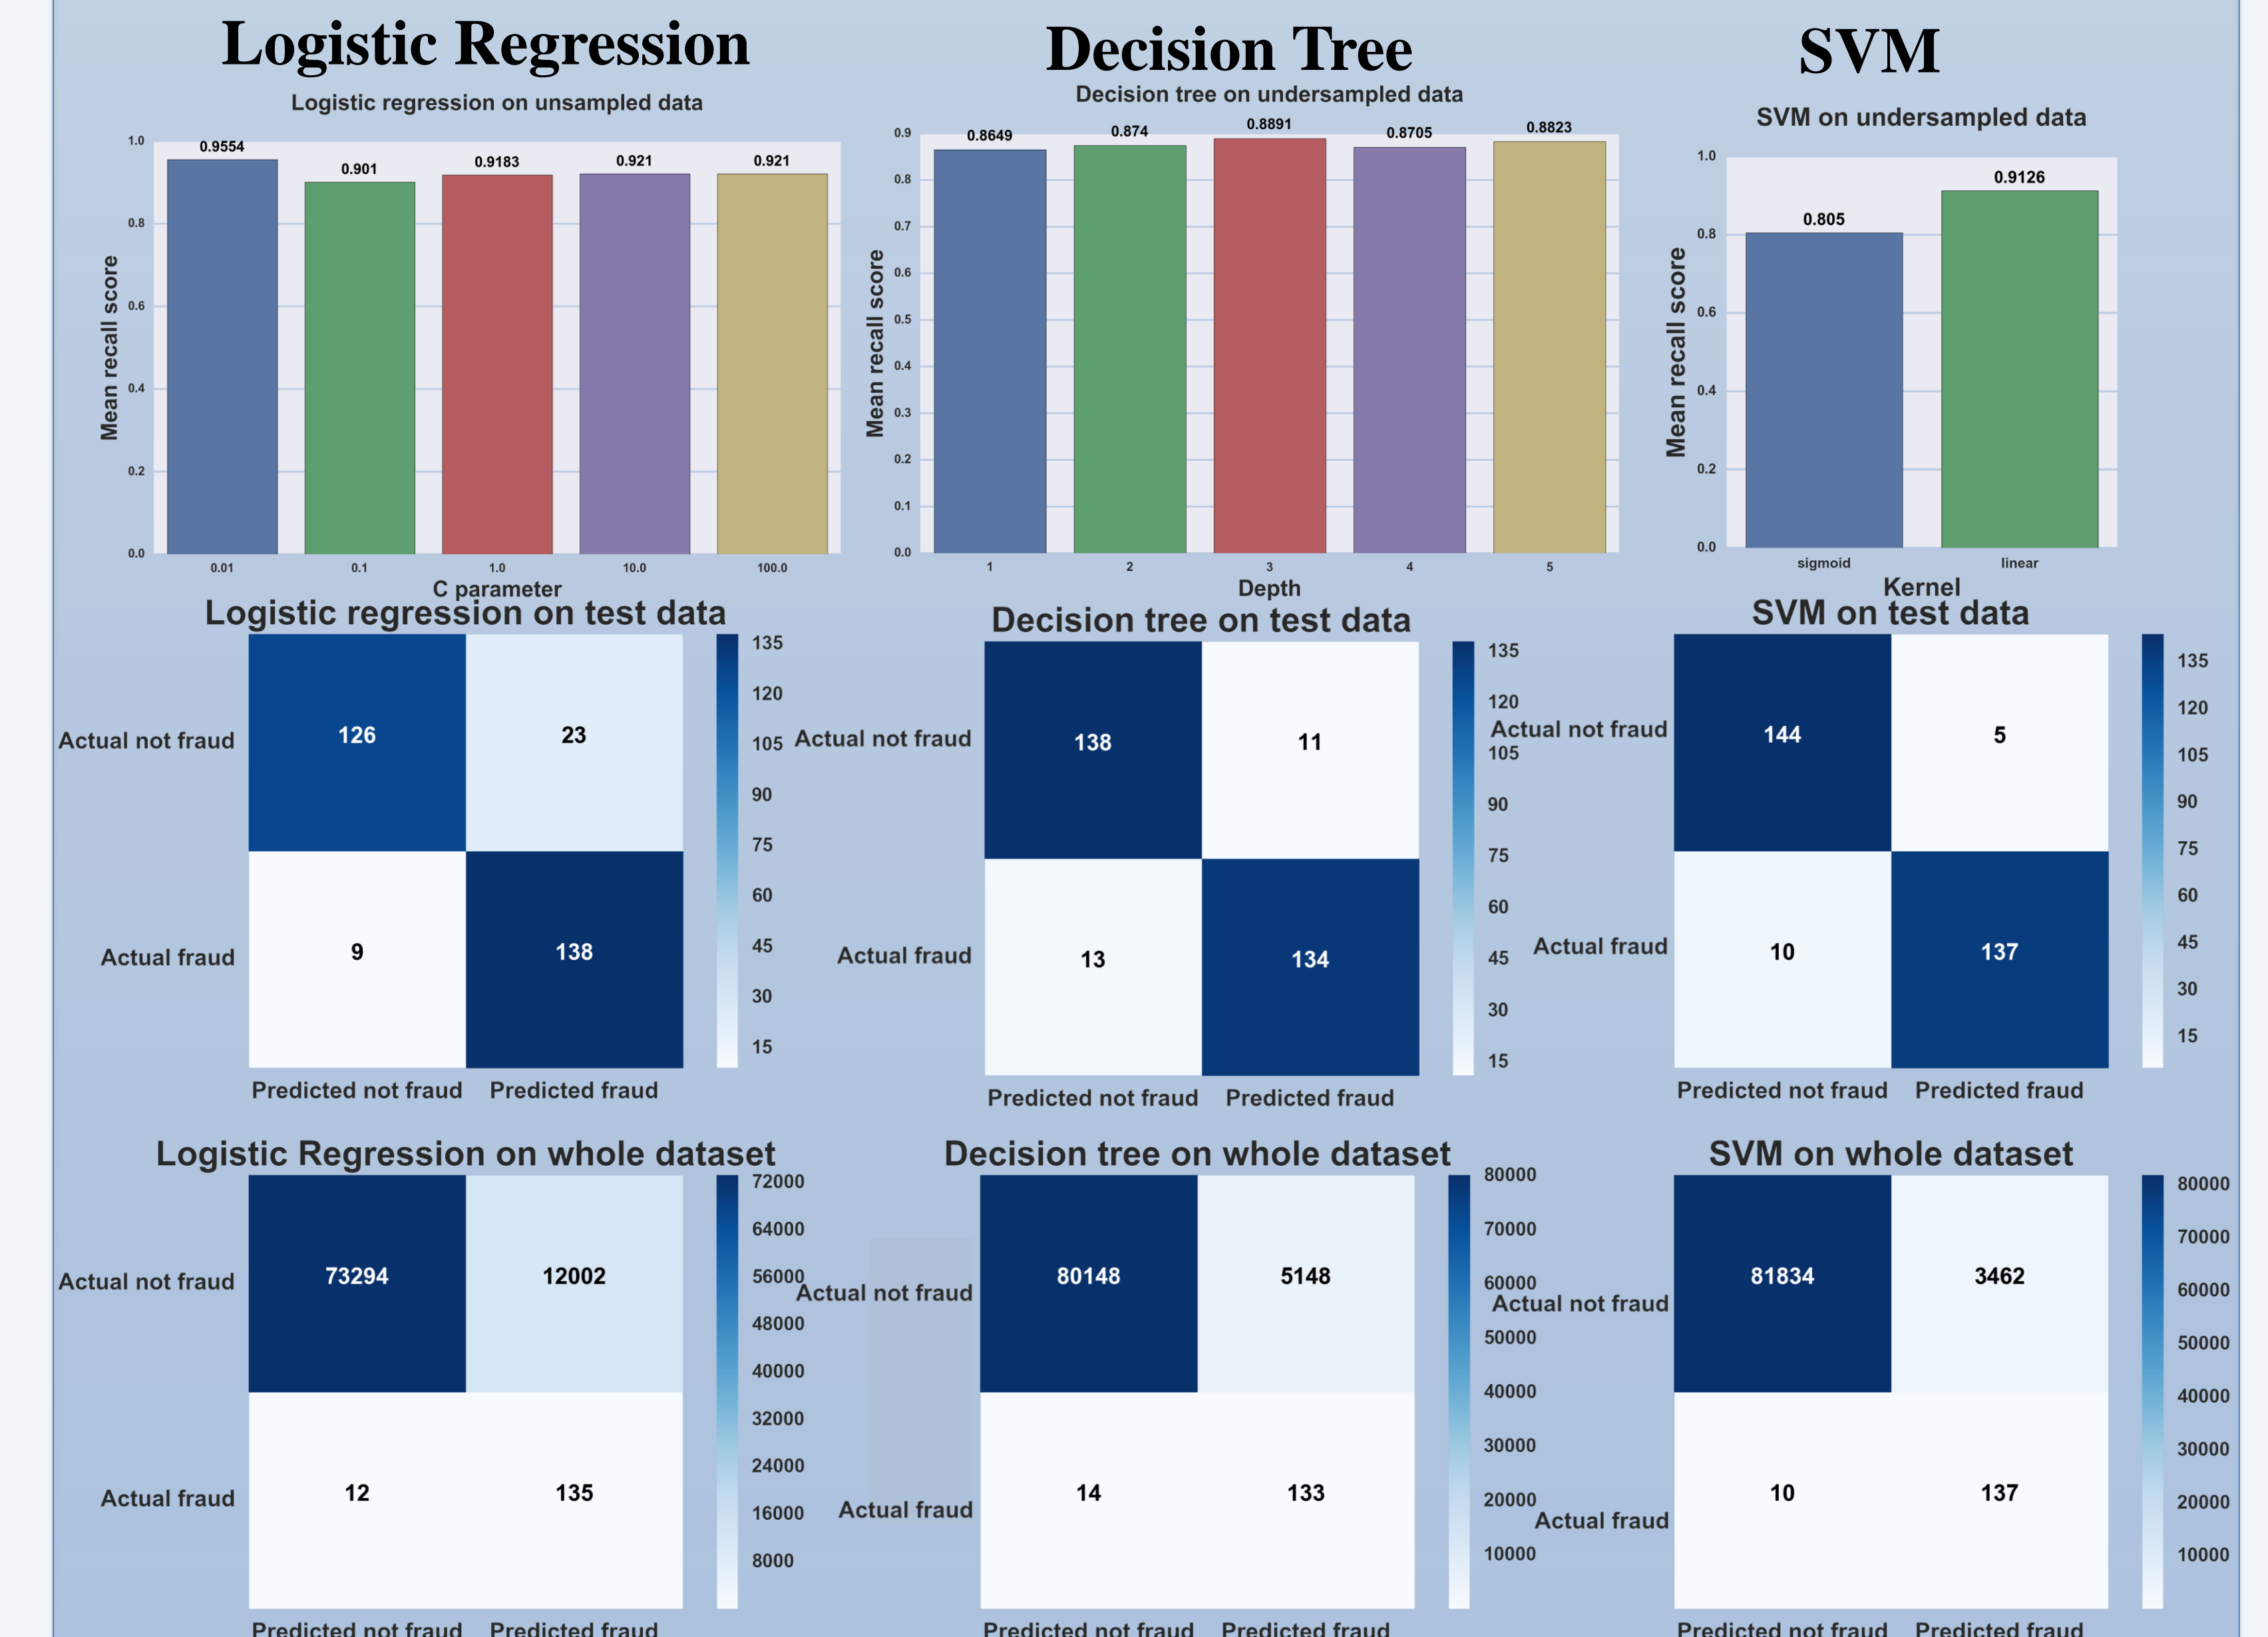 Logistic Regression
Logistic regression on unsampled data
Mean recall score
1.0
0.8
0.6
0.4
0.2
0.0
0.9554
0.901
0.9183
0.921
0.921
0.01 0.1 1.0 10.0 100.0
C parameter
Decision Tree
Decision tree on undersampled data
Mean recall score
0.9
0.8
0.7
0.6
0.5
0.4
0.3
0.2
0.1
0.0
0.8649
0.874
0.8891
0.8705
0.8823
1 2 3 4 5
Depth
SVM
SVM on undersampled data
Mean recall score
1.0
0.8
0.6
0.4
0.2
0.0
0.805
0.9126
sigmoid linear
Kernel
Logistic regression on test data
Actual not fraud 126 23
Actual fraud 9 138
Predicted not fraud Predicted fraud
135
120
105
90
75
60
45
30
15
Decision tree on test data
Actual not fraud 138 11
Actual fraud 13 134
Predicted not fraud Predicted fraud
135
120
105
90
75
60
45
30
15
SVM on test data
Actual not fraud 144 5
Actual fraud 10 137
Predicted not fraud Predicted fraud
135
120
105
90
75
60
45
30
15
Logistic Regression on whole dataset
Actual not fraud 73294 12002
Actual fraud 12 135
Predicted not fraud Predicted fraud
72000
64000
56000
48000
40000
32000
24000
16000
8000
Decision tree on whole dataset
Actual not fraud 80148 5148
Actual fraud 14 133
Predicted not fraud Predicted fraud
80000
70000
60000
50000
40000
30000
20000
10000
SVM on whole dataset
Actual not fraud 81834 3462
Actual fraud 10 137
Predicted not fraud Predicted fraud
80000
70000
60000
50000
40000
30000
20000
10000